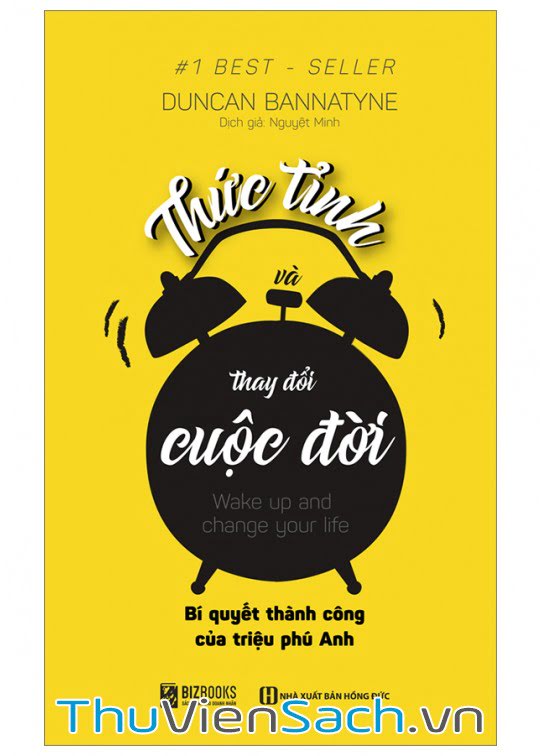 #1 BEST - SELLER
DUNCAN BANNATYNE
Dịch giả: Nguyệt Minh
Thức tỉnh
và
thay đổi
cuộc đời
Wake up and
change your life
Bí quyết thành công
của triệu phú Anh
BIZBOOKS
NHÀ XUẤT BẢN HỒNG ĐỨC
ThuVienSach.vn